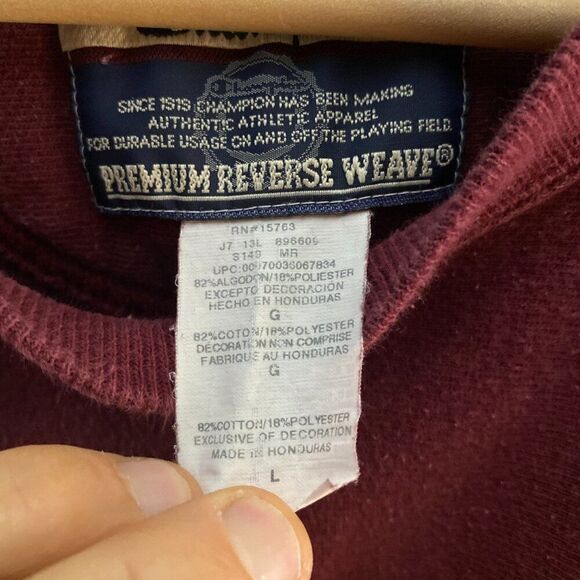 SINCE 1919 CHAMPION HAS BEEN MAKING
AUTHENTIC ATHLETIC APPAREL
FOR DURABLE USAGE ON AND OFF THE PLAYING FIELD.
PREMIUM REVERSE WEAVE®
RN#15763
J7 13L 896609
S149 MR
82%ALGODON/18%POLIESTER
EXCEPTO DECORACIÓN
HECHO EN HONDURAS
G
82%COTON/18%POLYESTER
DECORATION NON COMPRISE
FABRIQUE AU HONDURAS
G
82%COTTON/18%POLYESTER
EXCLUSIVE OF DECORATION
MADE IN HONDURAS
L